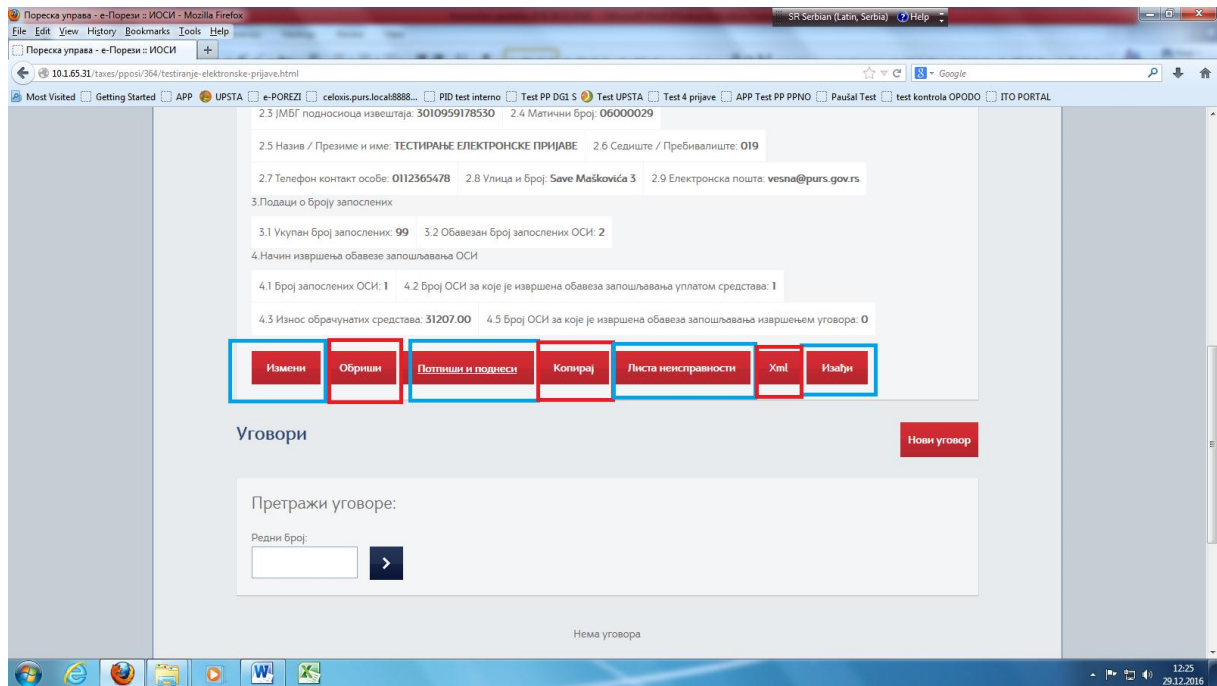 Пореска управа - е-Порези :: ИОСИ - Mozilla Firefox
SR Serbian (Latin, Serbia) Help
File Edit View History Bookmarks Tools Help
Пореска управа - е-Порези :: ИОСИ +
10.1.65.31/taxes/pposi/364/testiranje-elektronske-prijave.html Google
Most Visited Getting Started APP UPSTA e-POREZI celoxis.purs.local:8888... PID test interno Test PP DG1 S Test UPSTA Test 4 prijave APP Test PP PPNO Paušal Test test kontrola OPODO ITO PORTAL
2.3 ЈМБГ подносиоца извештаја: 3010959178530 2.4 Матични број: 06000029
2.5 Назив / Презиме и име: ТЕСТИРАЊЕ ЕЛЕКТРОНСКЕ ПРИЈАВЕ 2.6 Седиште / Пребивалиште: 019
2.7 Телефон контакт особе: 0112365478 2.8 Улица и број: Save Maškovića 3 2.9 Електронска пошта: vesna@purs.gov.rs
3.Подаци о броју запослених
3.1 Укупан број запослених: 99 3.2 Обавезан број запослених ОСИ: 2
4.Начин извршења обавезе запошљавања ОСИ
4.1 Број запослених ОСИ: 1 4.2 Број ОСИ за које је извршена обавеза запошљавања уплатом средстава: 1
4.3 Износ обрачунатих средстава: 31207.00 4.5 Број ОСИ за које је извршена обавеза запошљавања извршењем уговора: 0
Измени Обриши Потпиши и поднеси Копирај Листа неисправности Xml Изађи
Уговори
Нови уговор
Претражи уговоре:
Редни број:
Нема уговора
12:25
29.12.2016